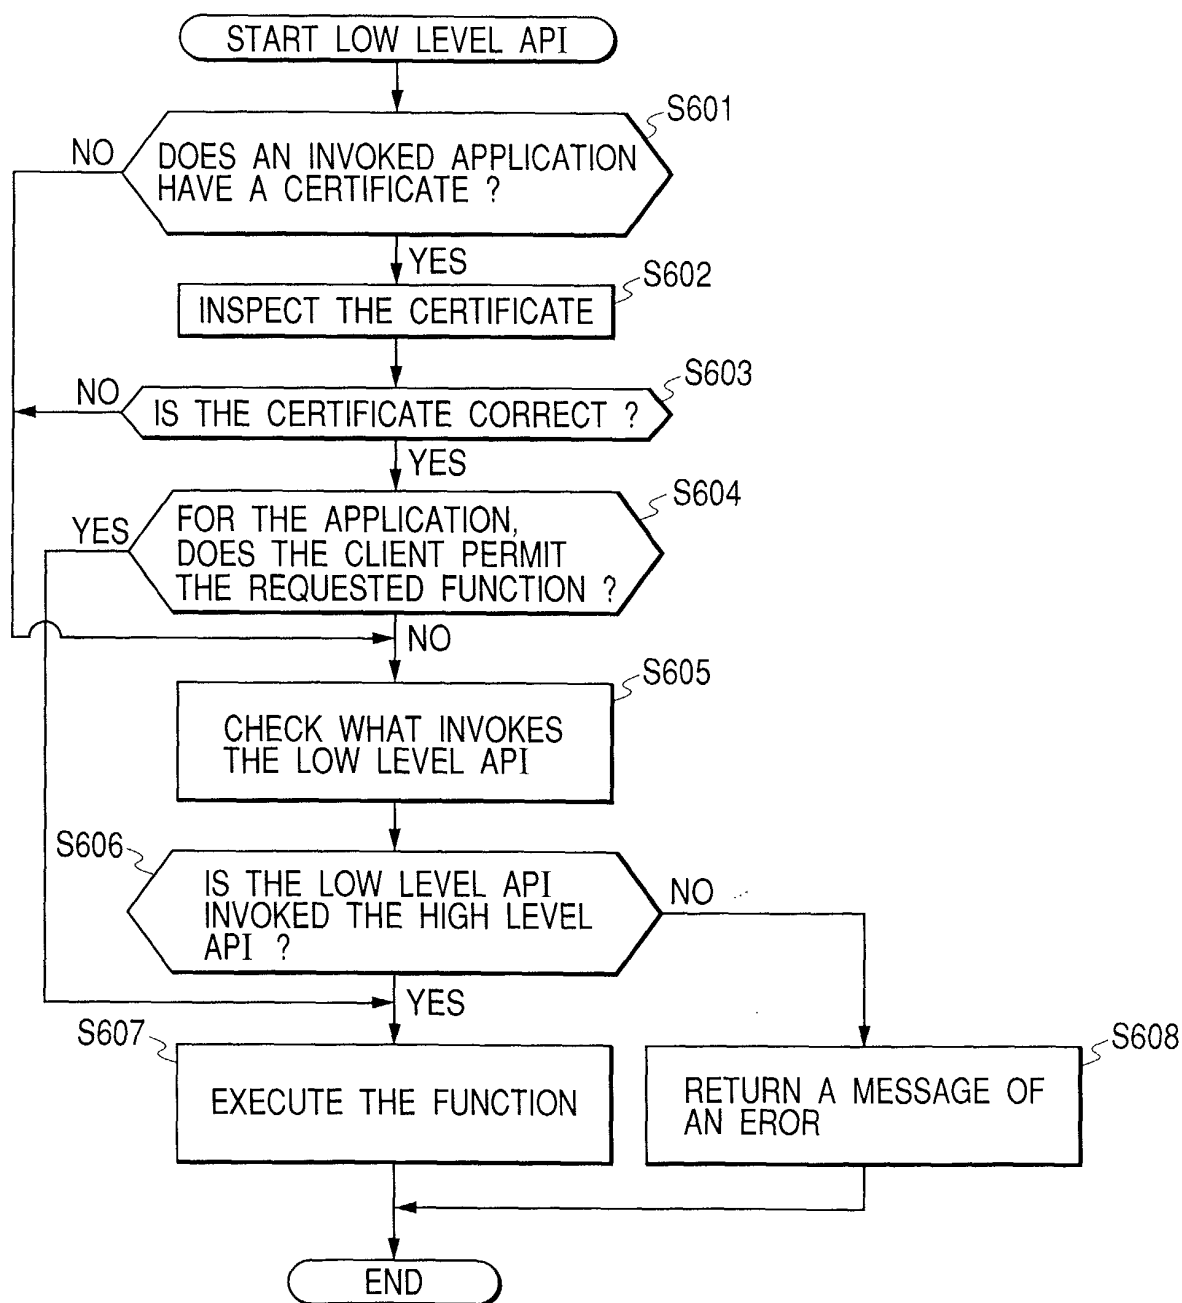 START LOW LEVEL API
S601
NO
DOES AN INVOKED APPLICATION
HAVE A CERTIFICATE ?
YES
S602
INSPECT THE CERTIFICATE
S603
NO
IS THE CERTIFICATE CORRECT ?
YES
S604
YES
FOR THE APPLICATION,
DOES THE CLIENT PERMIT
THE REQUESTED FUNCTION ?
NO
S605
CHECK WHAT INVOKES
THE LOW LEVEL API
S606
IS THE LOW LEVEL API
INVOKED THE HIGH LEVEL
API ?
NO
YES
S607
EXECUTE THE FUNCTION
S608
RETURN A MESSAGE OF
AN EROR
END